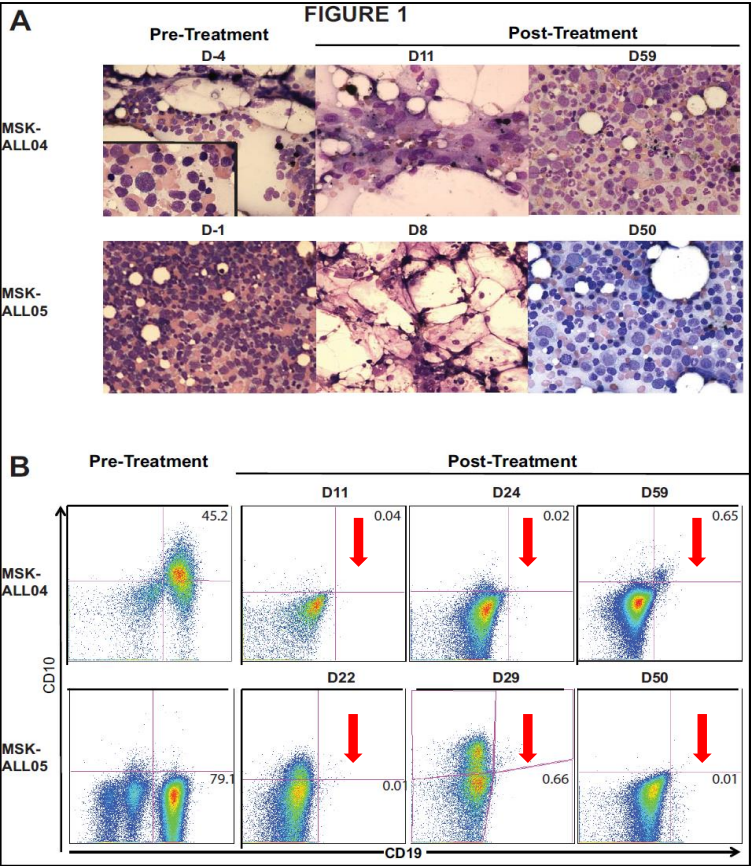 FIGURE 1
A
Pre-Treatment Post-Treatment
D-4 D11 D59
MSK-
ALL04
D-1 D8 D50
MSK-
ALL05
B
Pre-Treatment Post-Treatment
D11 D24 D59
45.2 0.04 0.02 0.65
MSK-
ALL04
CD10
D22 D29 D50
MSK-
ALL05
79.1 0.01 0.66 0.01
CD19